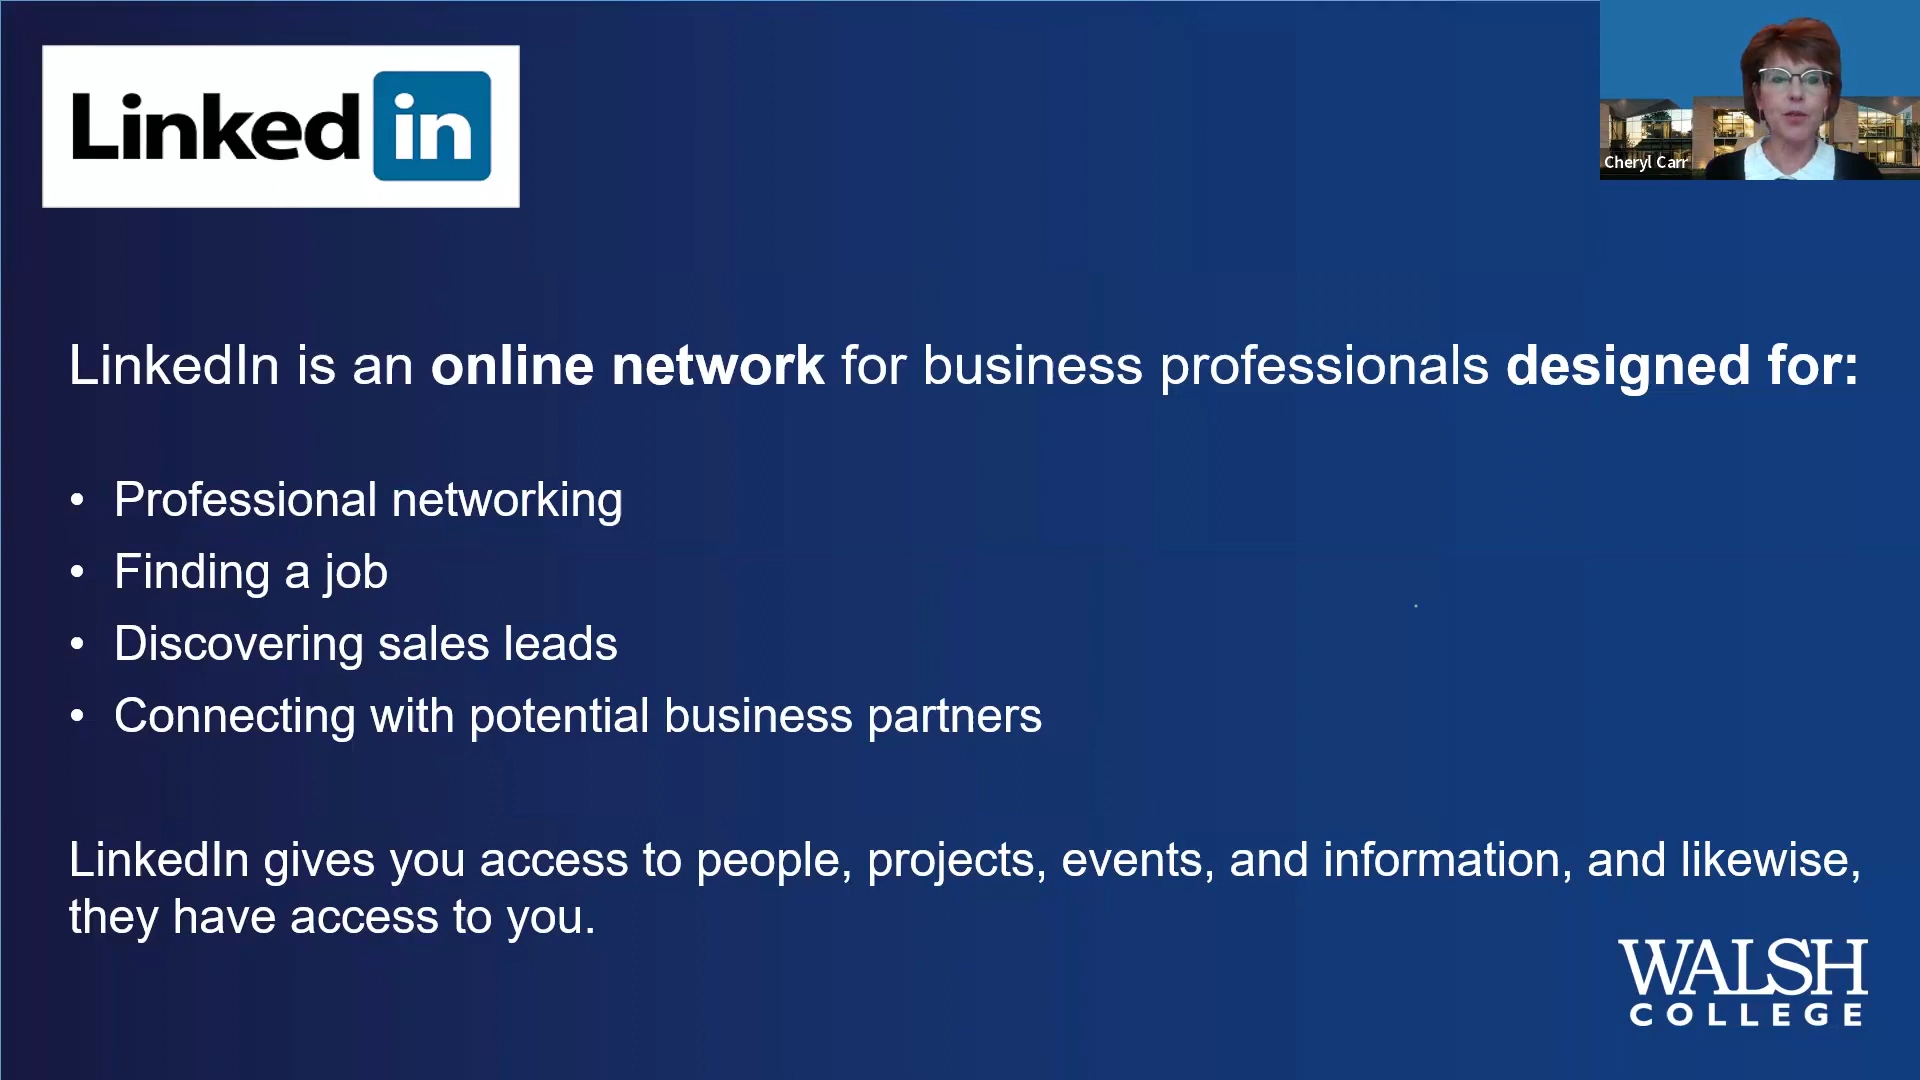 Linked in
Cheryl Carr
LinkedIn is an online network for business professionals designed for:
• Professional networking
• Finding a job
• Discovering sales leads
• Connecting with potential business partners
LinkedIn gives you access to people, projects, events, and information, and likewise,
they have access to you.
WALSH
COLLEGE